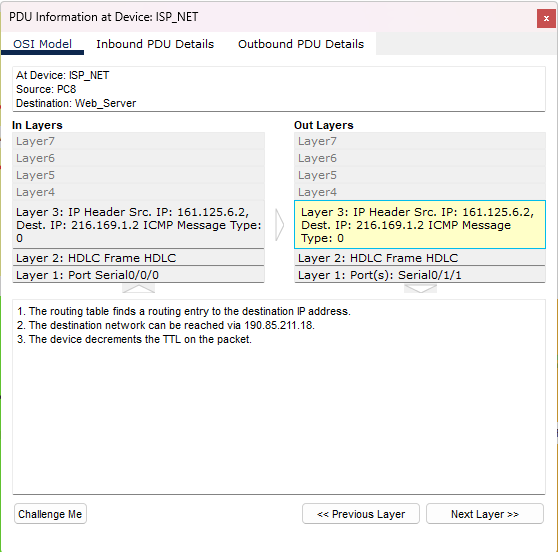 PDU Information at Device: ISP_NET
x
OSI Model Inbound PDU Details Outbound PDU Details
At Device: ISP_NET
Source: PC8
Destination: Web_Server
In Layers
Layer7
Layer6
Layer5
Layer4
Layer 3: IP Header Src. IP: 161.125.6.2,
Dest. IP: 216.169.1.2 ICMP Message Type:
0
Layer 2: HDLC Frame HDLC
Layer 1: Port Serial0/0/0
Out Layers
Layer7
Layer6
Layer5
Layer4
Layer 3: IP Header Src. IP: 161.125.6.2,
Dest. IP: 216.169.1.2 ICMP Message
Type: 0
Layer 2: HDLC Frame HDLC
Layer 1: Port(s): Serial0/1/1
1. The routing table finds a routing entry to the destination IP address.
2. The destination network can be reached via 190.85.211.18.
3. The device decrements the TTL on the packet.
Challenge Me
<< Previous Layer
Next Layer >>